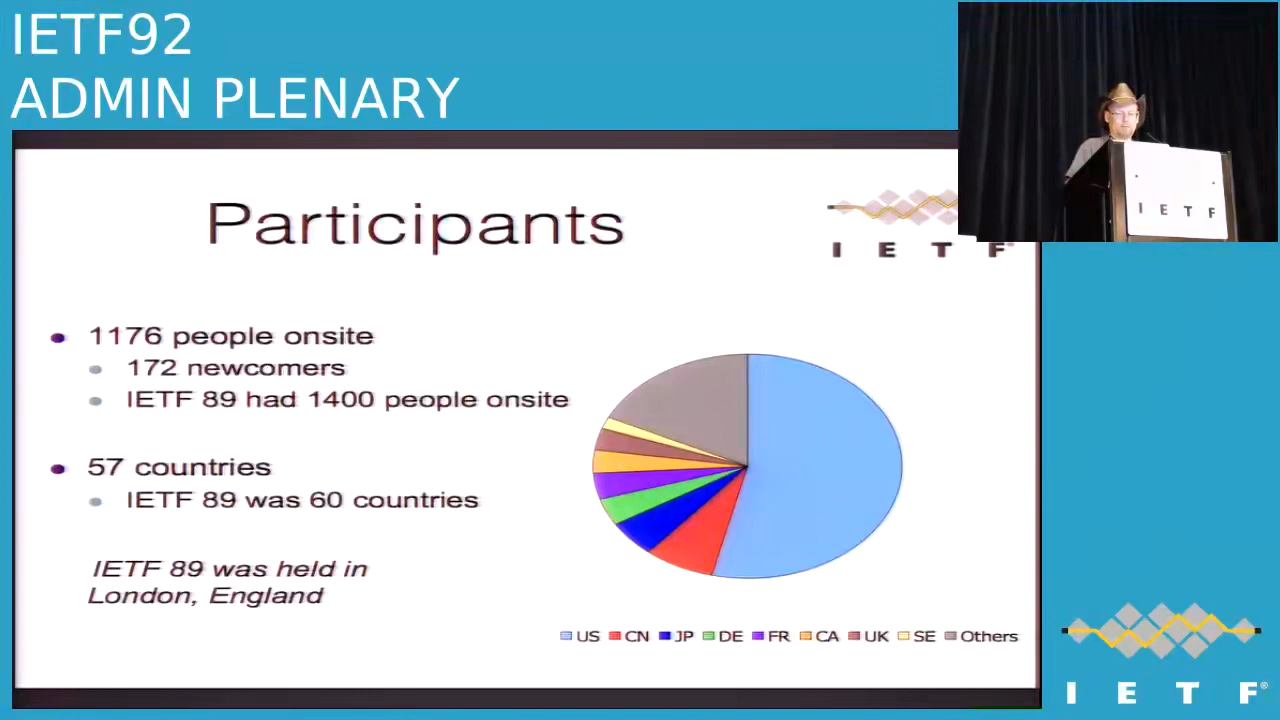 IETF92
ADMIN PLENARY
Participants
I E T F
I E T F
1176 people onsite
172 newcomers
IETF 89 had 1400 people onsite
57 countries
IETF 89 was 60 countries
IETF 89 was held in
London, England
US CN JP DE FR CA UK SE Others
I E T F®